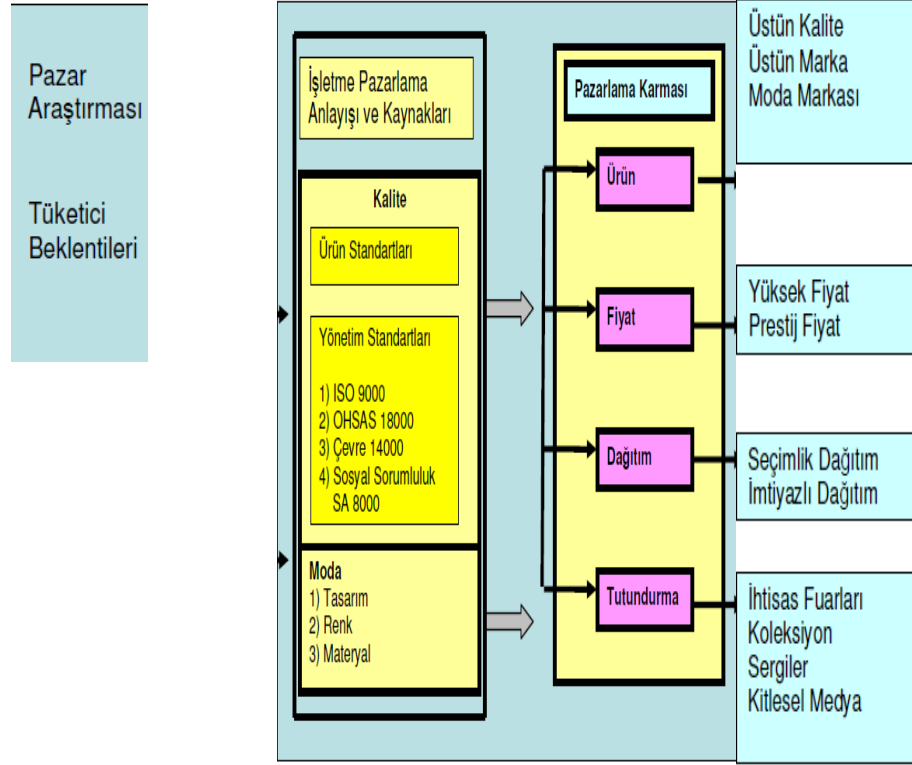 Pazar
Araştırması
Tüketici
Beklentileri
İşletme Pazarlama
Anlayışı ve Kaynakları
Kalite
Ürün Standartları
Yönetim Standartları
1) ISO 9000
2) OHSAS 18000
3) Çevre 14000
4) Sosyal Sorumluluk
SA 8000
Moda
1) Tasarım
2) Renk
3) Materyal
Pazarlama Karması
Ürün
Fiyat
Dağıtım
Tutundurma
Üstün Kalite
Üstün Marka
Moda Markası
Yüksek Fiyat
Prestij Fiyat
Seçimlik Dağıtım
İmtiyazlı Dağıtım
İhtisas Fuarları
Koleksiyon
Sergiler
Kitlesel Medya